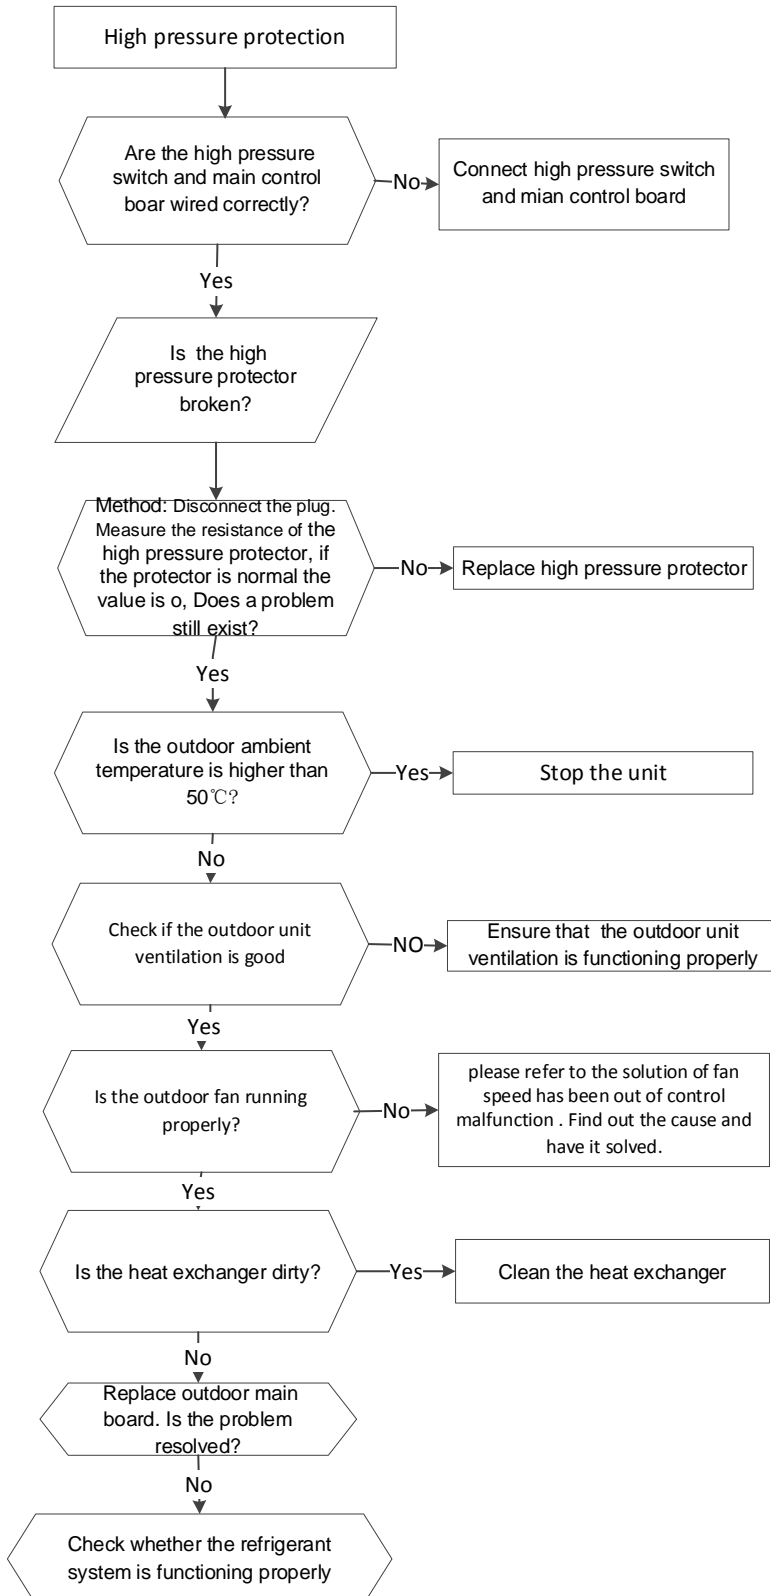 High pressure protection
Are the high pressure
switch and main control
boar wired correctly?
No
Connect high pressure switch
and mian control board
Yes
Is the high
pressure protector
broken?
Method: Disconnect the plug.
Measure the resistance of the
high pressure protector, if
the protector is normal the
value is o, Does a problem
still exist?
No
Replace high pressure protector
Yes
Is the outdoor ambient
temperature is higher than
50℃?
Yes
Stop the unit
No
Check if the outdoor unit
ventilation is good
NO
Ensure that the outdoor unit
ventilation is functioning properly
Yes
Is the outdoor fan running
properly?
No
please refer to the solution of fan
speed has been out of control
malfunction . Find out the cause and
have it solved.
Yes
Is the heat exchanger dirty?
Yes
Clean the heat exchanger
No
Replace outdoor main
board. Is the problem
resolved?
No
Check whether the refrigerant
system is functioning properly